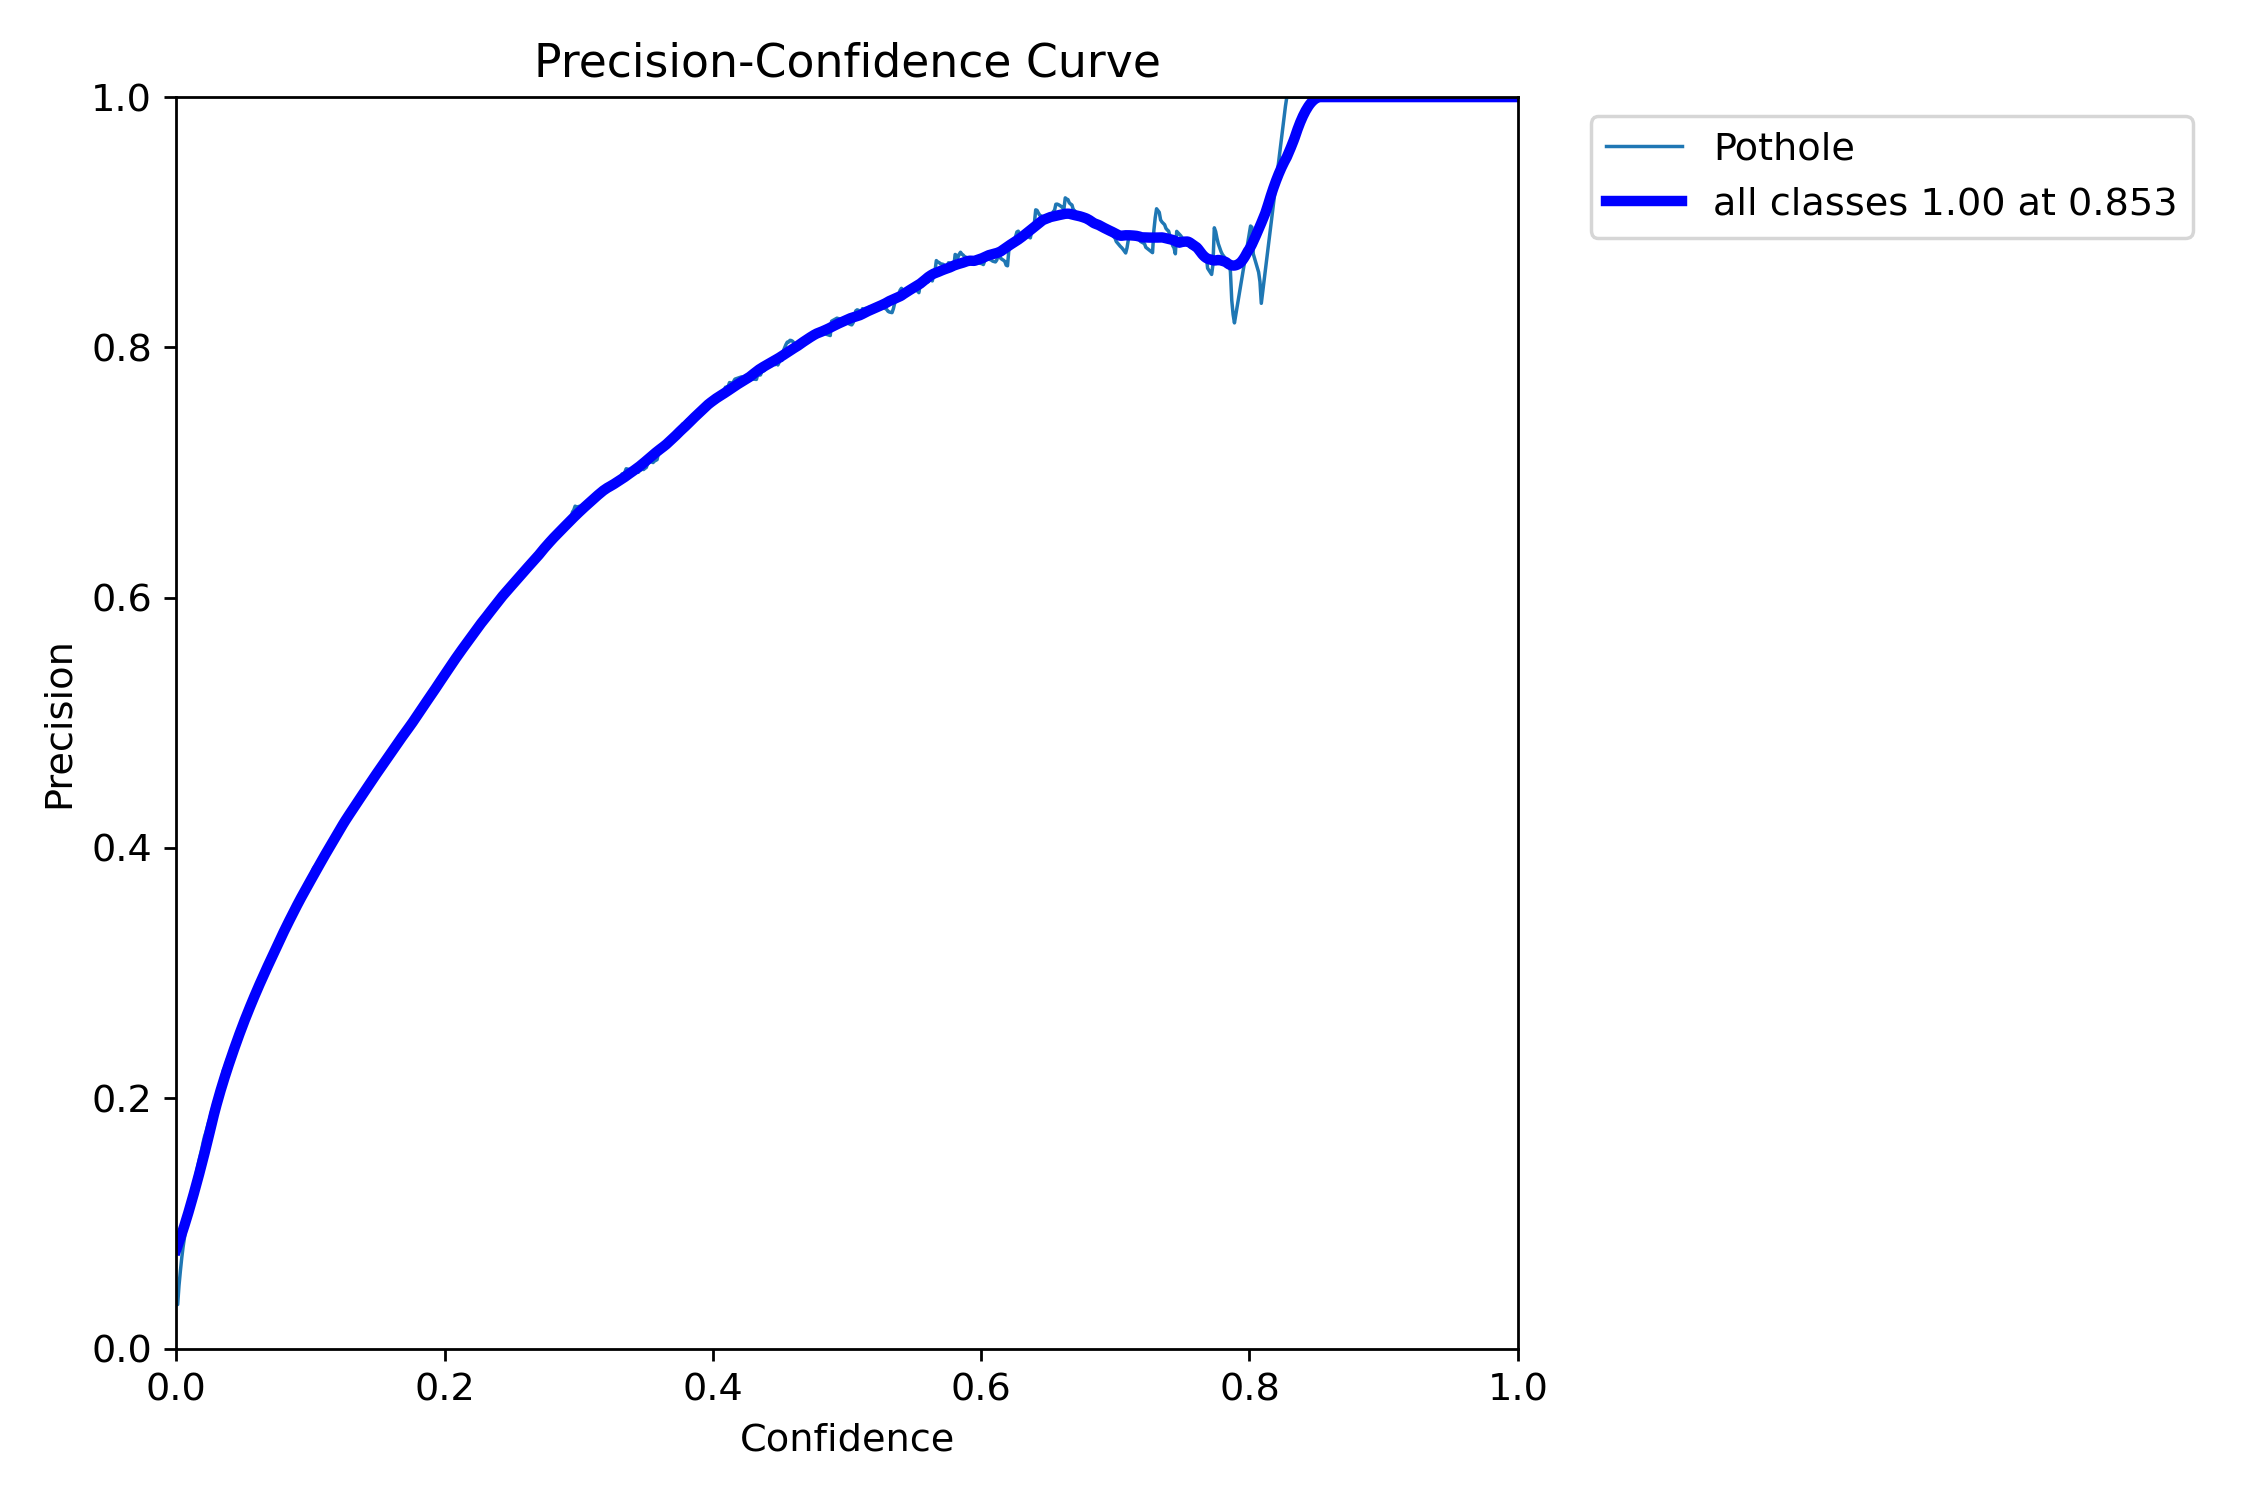 Precision-Confidence Curve
Pothole
all classes 1.00 at 0.853
1.0
0.8
0.6
0.4
0.2
0.0
Precision
0.0 0.2 0.4 0.6 0.8 1.0
Confidence